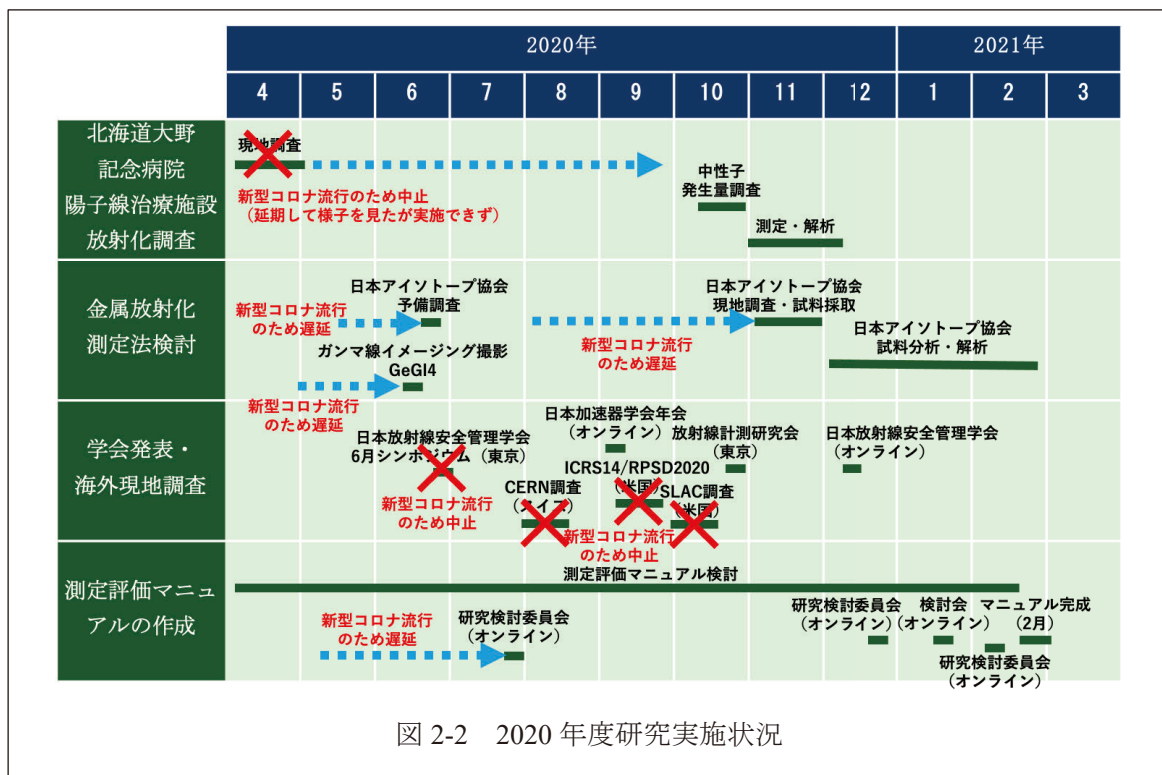 2020年
2021年
4 5 6 7 8 9 10 11 12 1 2 3
北海道大野
記念病院
陽子線治療施設
放射化調査
現地調査
新型コロナ流行のため中止
（延期して様子を見たが実施できず）
中性子
発生量調査
測定・解析
金属放射化
測定法検討
新型コロナ流行
のため遅延
日本アイソトープ協会
予備調査
ガンマ線イメージング撮影
GeGI4
新型コロナ流行
のため遅延
新型コロナ流行
のため遅延
日本アイソトープ協会
現地調査・試料採取
日本アイソトープ協会
試料分析・解析
学会発表・
海外現地調査
日本放射線安全管理学会
6月シンポジウム（東京）
新型コロナ流行
のため中止
CERN調査
（スイス）
日本加速器学会年会
（オンライン）
ICRS14/RPSD2020
（米国）
新型コロナ流行
のため中止
SLAC調査
（米国）
放射線計測研究会
（東京）
日本放射線安全管理学会
（オンライン）
測定評価マニュ
アルの作成
測定評価マニュアル検討
新型コロナ流行
のため遅延
研究検討委員会
（オンライン）
研究検討委員会
（オンライン）
検討会
（オンライン）
マニュアル完成
（2月）
研究検討委員会
（オンライン）
図 2-2　2020 年度研究実施状況